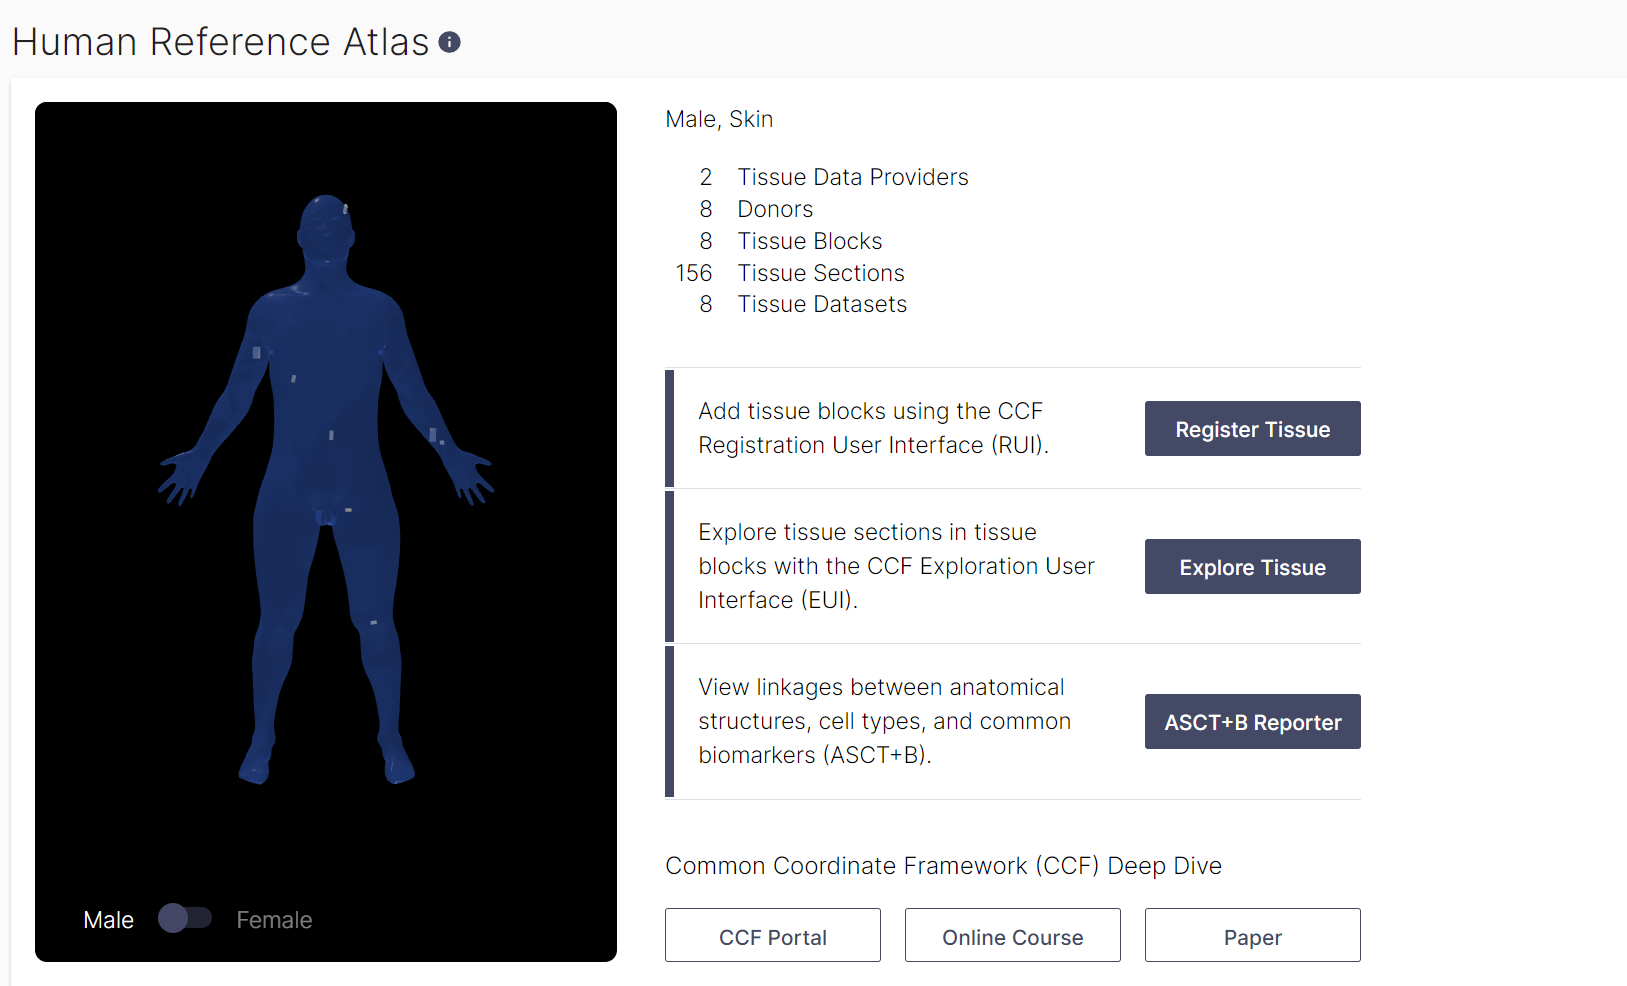 Human Reference Atlas
Male, Skin
2 Tissue Data Providers
8 Donors
8 Tissue Blocks
156 Tissue Sections
8 Tissue Datasets
Add tissue blocks using the CCF
Registration User Interface (RUI).
Register Tissue
Explore tissue sections in tissue
blocks with the CCF Exploration User
Interface (EUI).
Explore Tissue
View linkages between anatomical
structures, cell types, and common
biomarkers (ASCT+B).
ASCT+B Reporter
Male Female
Common Coordinate Framework (CCF) Deep Dive
CCF Portal
Online Course
Paper